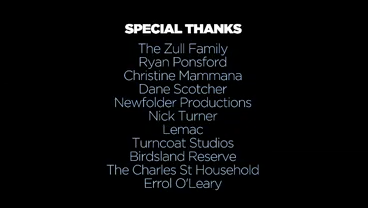 SPECIAL THANKS
The Zull Family
Ryan Ponsford
Christine Mammana
Dane Scotcher
Newfolder Productions
Nick Turner
Lemac
Turncoat Studios
Birdsland Reserve
The Charles St Household
Errol O'Leary